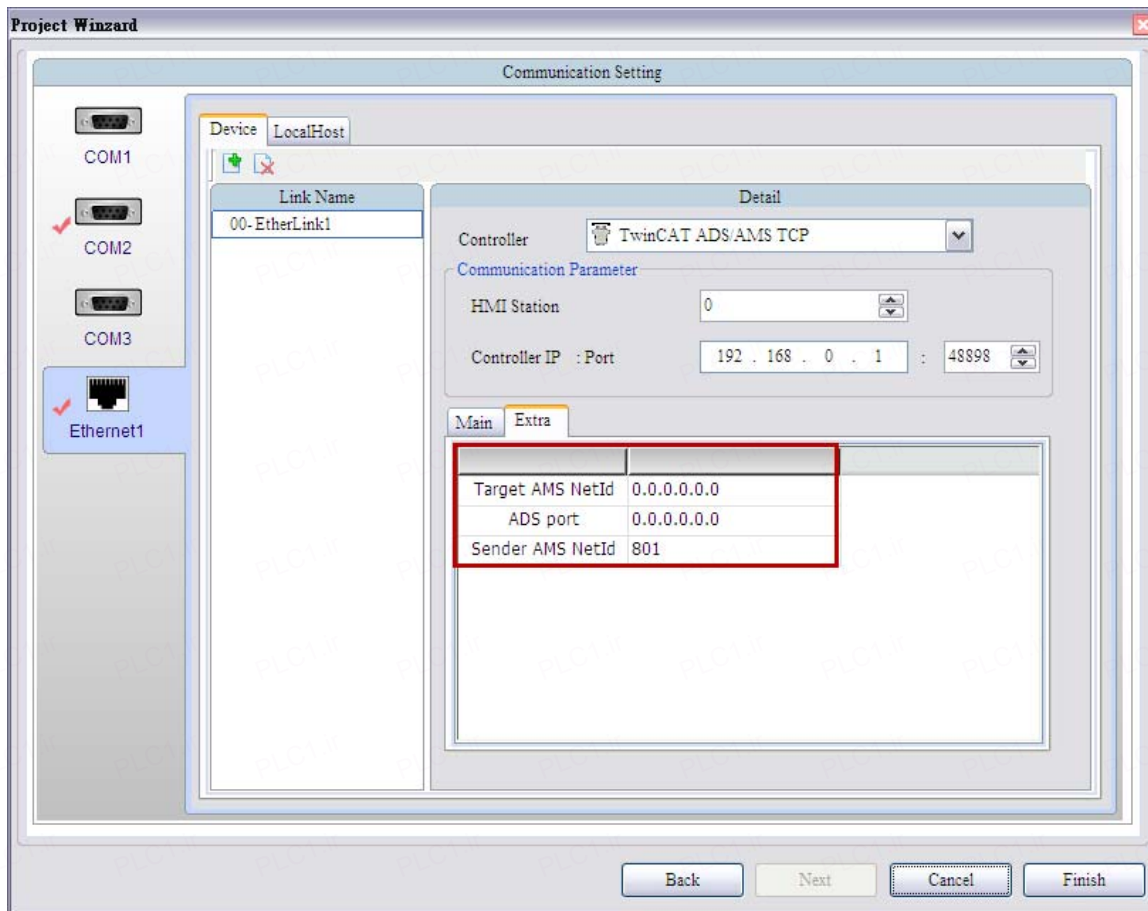 Project Winzard
Communication Setting
COM1
COM2
COM3
Ethernet1
Device LocalHost
Link Name
00-EtherLink1
Detail
Controller TwinCAT ADS/AMS TCP
Communication Parameter
HMI Station 0
Controller IP : Port 192 . 168 . 0 . 1 : 48898
Main Extra
Target AMS NetId 0.0.0.0.0.0
ADS port 0.0.0.0.0.0
Sender AMS NetId 801
Back Next Cancel Finish
PLC1.ir